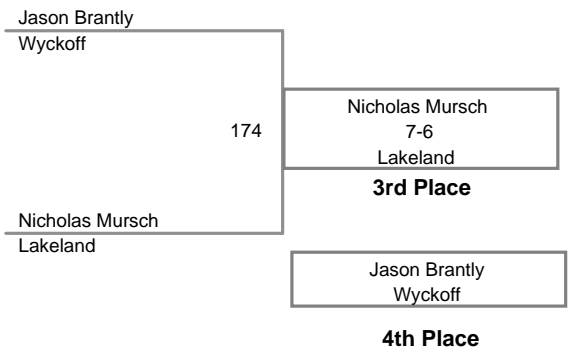 Jason Brantly
Wyckoff
174
Nicholas Mursch
7-6
Lakeland
3rd Place
Nicholas Mursch
Lakeland
Jason Brantly
Wyckoff
4th Place